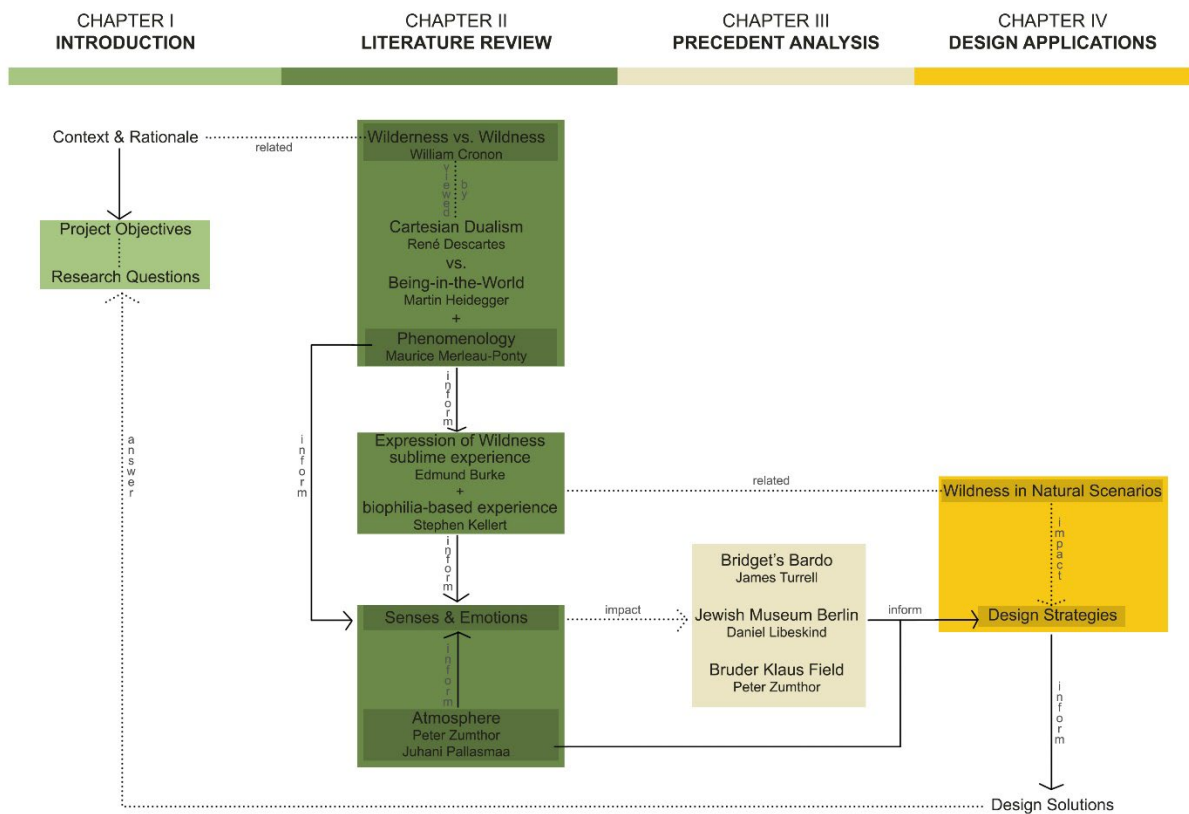 CHAPTER I
INTRODUCTION
CHAPTER II
LITERATURE REVIEW
CHAPTER III
PRECEDENT ANALYSIS
CHAPTER IV
DESIGN APPLICATIONS
Context & Rationale
related
Project Objectives
Research Questions
answer
Wilderness vs. Wildness
William Cronon
viewed
by
Cartesian Dualism
René Descartes
vs.
Being-in-the-World
Martin Heidegger
+
Phenomenology
Maurice Merleau-Ponty
inform
inform
Expression of Wildness
sublime experience
Edmund Burke
+
biophilia-based experience
Stephen Kellert
inform
Senses & Emotions
inform
Atmosphere
Peter Zumthor
Juhani Pallasmaa
related
impact
Bridget's Bardo
James Turrell
Jewish Museum Berlin
Daniel Libeskind
Bruder Klaus Field
Peter Zumthor
inform
Wildness in Natural Scenarios
impact
Design Strategies
inform
Design Solutions